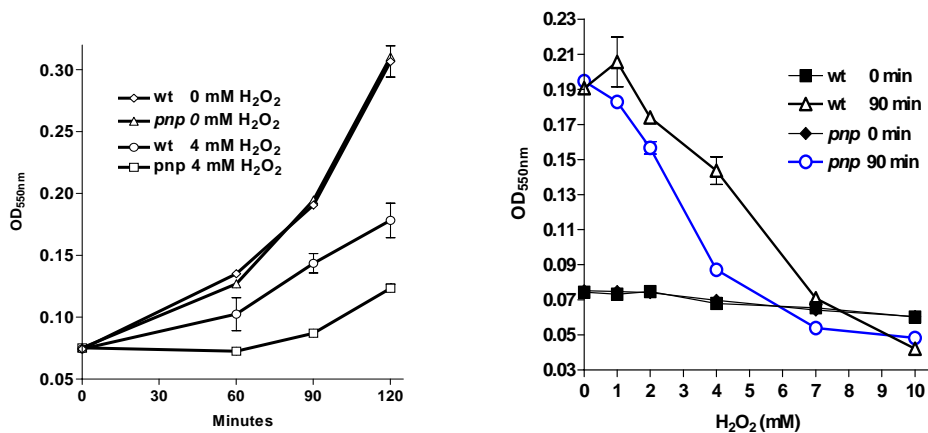 0.30
0.20
0.15
0.10
0.05
OD550nm
0
60
90
120
Minutes
wt 0 mM H2O2
pnp 0 mM H2O2
wt 4 mM H2O2
pnp 4 mM H2O2
0.23
0.21
0.19
0.17
0.15
0.13
0.11
0.09
0.07
0.05
0.03
OD550nm
0 1 2 3 4 5 6 7 8 9 10
H2O2 (mM)
wt 0 min
wt 90 min
pnp 0 min
pnp 90 min